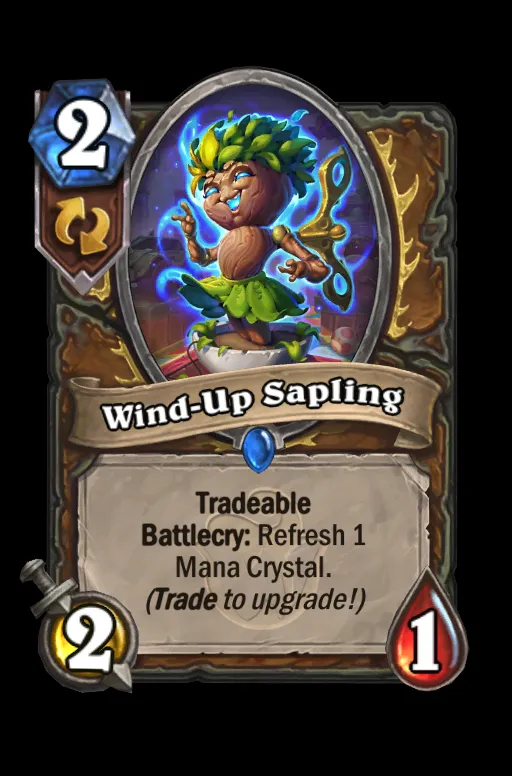 2
Wind-Up Sapling
Tradeable
Battlecry: Refresh 1
Mana Crystal.
(Trade to upgrade!)
2
1